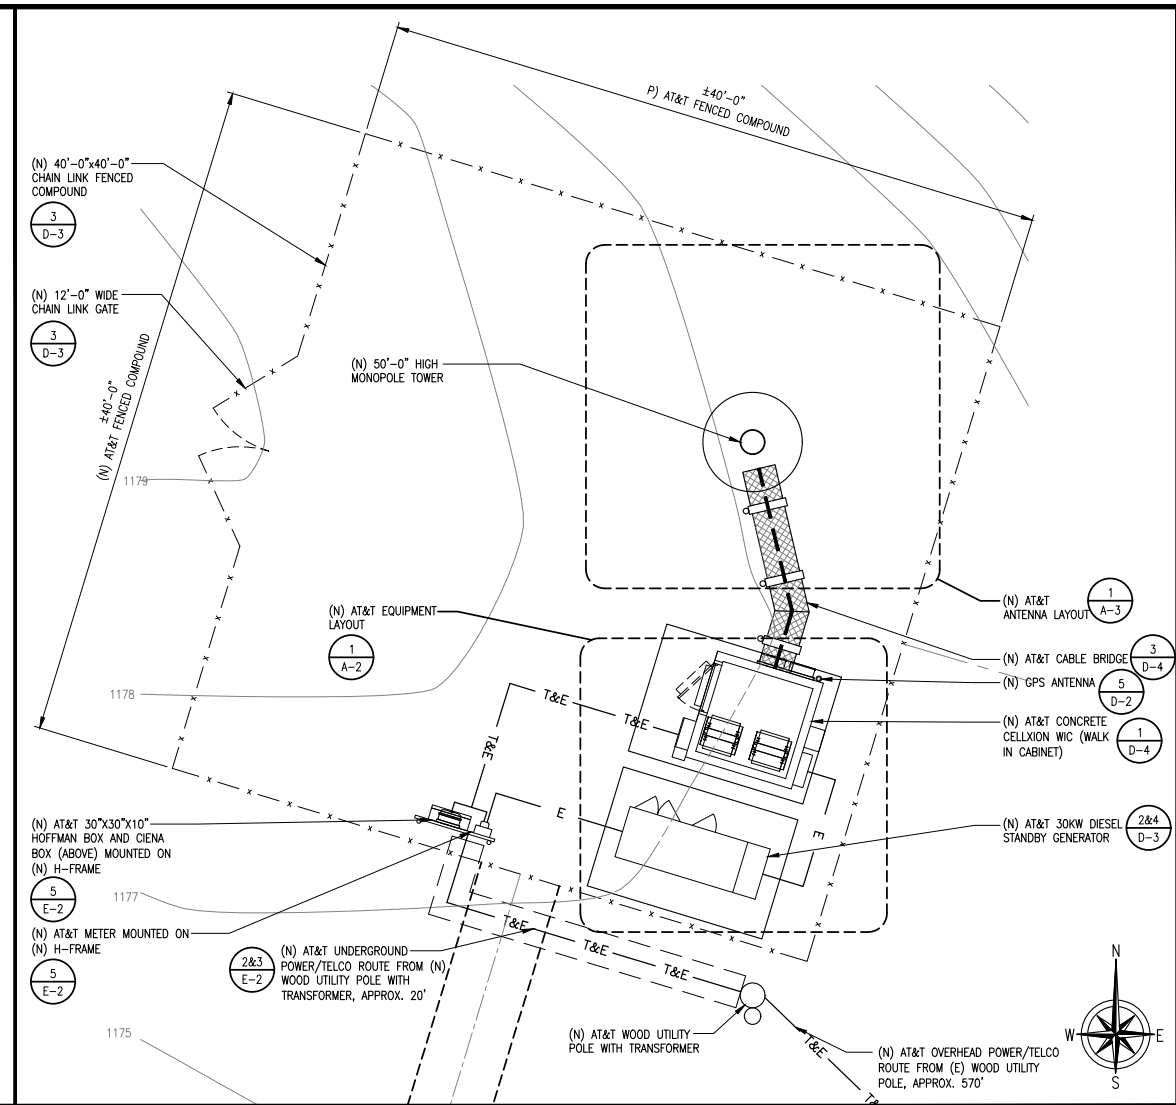 ±40'-0"
P) AT&T FENCED COMPOUND
(N) 40'-0"x40'-0"
CHAIN LINK FENCED
COMPOUND
3
D-3
(N) 12'-0" WIDE
CHAIN LINK GATE
3
D-3
±40'-0"
(N) AT&T FENCED COMPOUND
(N) 50'-0" HIGH
MONOPOLE TOWER
1179
(N) AT&T EQUIPMENT
LAYOUT
1
A-2
(N) AT&T
ANTENNA LAYOUT
1
A-3
(N) AT&T CABLE BRIDGE
3
D-4
(N) GPS ANTENNA
5
D-2
(N) AT&T CONCRETE
CELLXION WIC (WALK
IN CABINET)
1
D-4
1178
T&E
T&E
T&E
E
E
(N) AT&T 30KW DIESEL
STANDBY GENERATOR
2&4
D-3
(N) AT&T 30"X30"X10"
HOFFMAN BOX AND CIENA
BOX (ABOVE) MOUNTED ON
(N) H-FRAME
5
E-2
1177
(N) AT&T METER MOUNTED ON
(N) H-FRAME
5
E-2
2&3
E-2
(N) AT&T UNDERGROUND
POWER/TELCO ROUTE FROM (N)
WOOD UTILITY POLE WITH
TRANSFORMER, APPROX. 20'
T&E
T&E
T&E
1175
(N) AT&T WOOD UTILITY
POLE WITH TRANSFORMER
T&E
T&
(N) AT&T OVERHEAD POWER/TELCO
ROUTE FROM (E) WOOD UTILITY
POLE, APPROX. 570'
N
W
E
S